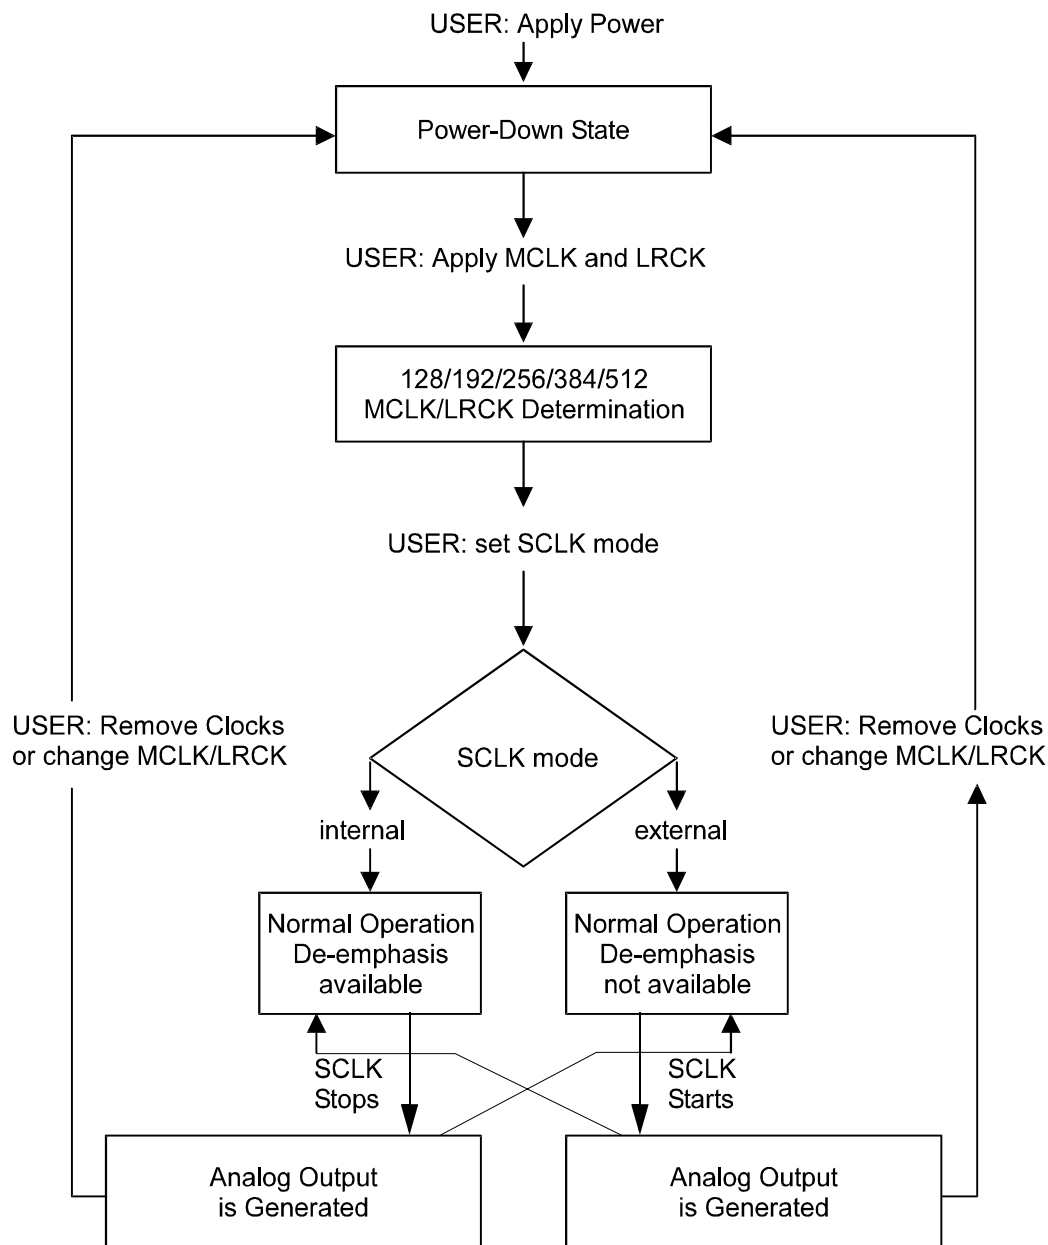 USER: Apply Power
Power-Down State
USER: Apply MCLK and LRCK
128/192/256/384/512
MCLK/LRCK Determination
USER: set SCLK mode
USER: Remove Clocks
or change MCLK/LRCK
SCLK mode
USER: Remove Clocks
or change MCLK/LRCK
internal
external
Normal Operation
De-emphasis
available
Normal Operation
De-emphasis
not available
SCLK
Stops
SCLK
Starts
Analog Output
is Generated
Analog Output
is Generated